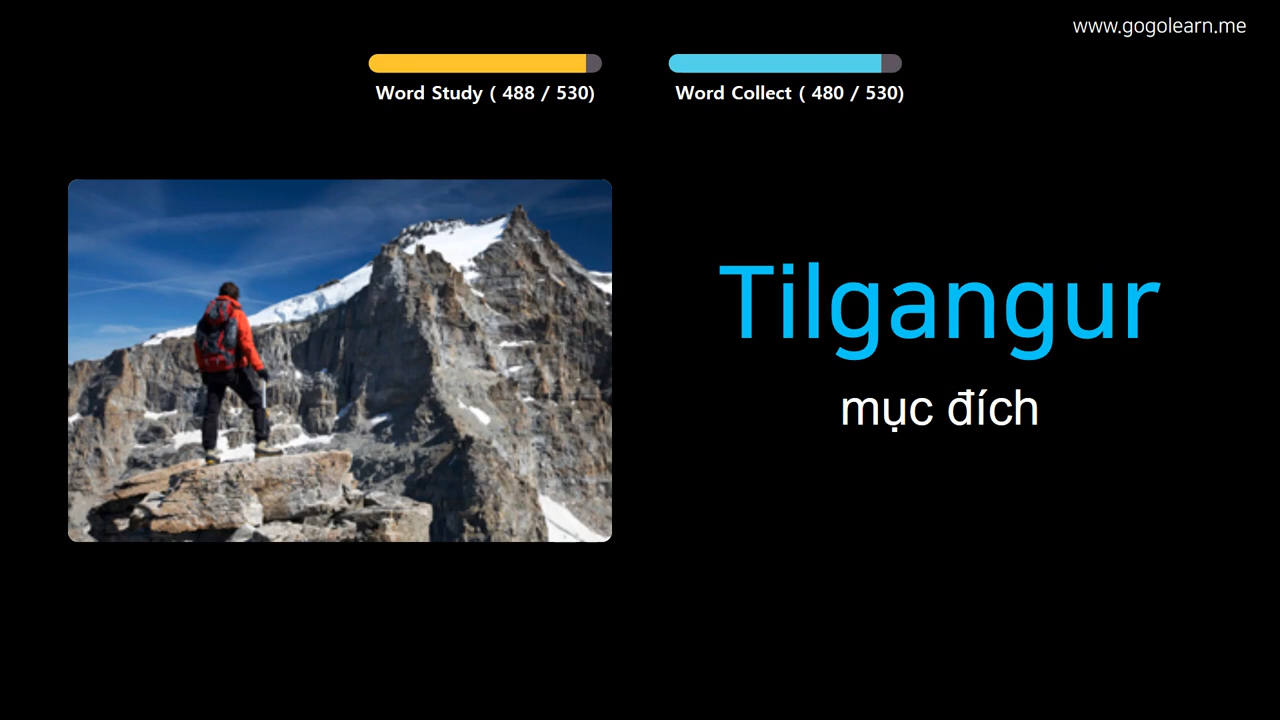 www.gogolearn.me
Word Study ( 488 / 530)
Word Collect ( 480 / 530)
Tilgangur
mục đích